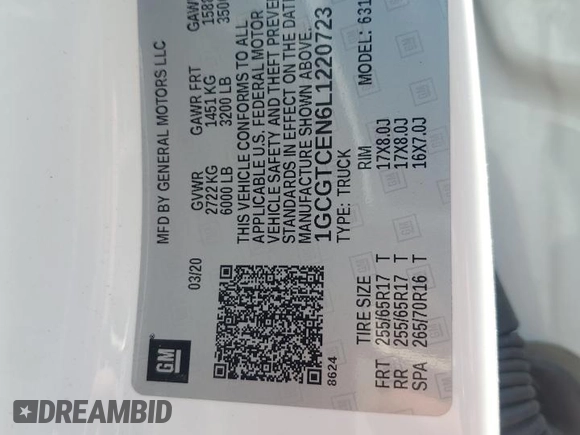 MFD BY GENERAL MOTORS LLC
03/20
GVWR
2722 KG
6000 LB
GAWR FRT
1451 KG
3200 LB
THIS VEHICLE CONFORMS TO ALL
APPLICABLE U.S. FEDERAL MOTOR
VEHICLE SAFETY AND THEFT PREVE
STANDARDS IN EFFECT ON THE DAT
MANUFACTURE SHOWN ABOVE.
1GCGTCEN6L1220723
TYPE: TRUCK
MODEL: 631
GM
8624
TIRE SIZE RIM
FRT 255/65R17 T 17X8.0J
RR 255/65R17 T 17X8.0J
SPA 265/70R16 T 16X7.0J
DREAMBID